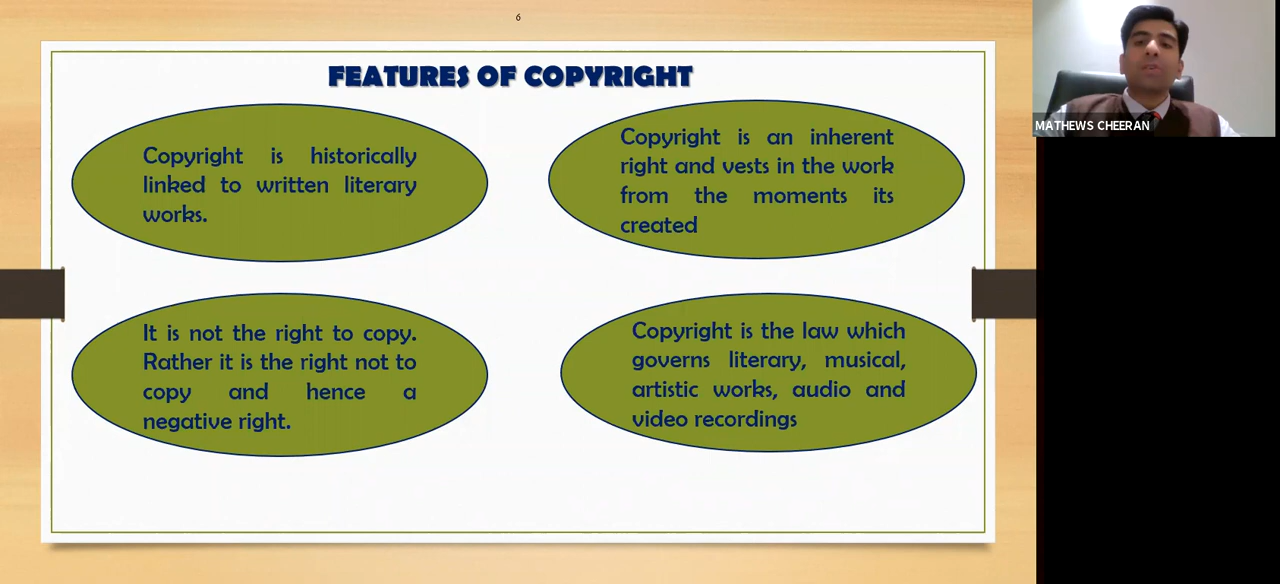 6
FEATURES OF COPYRIGHT
Copyright is historically
linked to written literary
works.
Copyright is an inherent
right and vests in the work
from the moments its
created
It is not the right to copy.
Rather it is the right not to
copy and hence a
negative right.
Copyright is the law which
governs literary, musical,
artistic works, audio and
video recordings
MATHEWS CHEERAN